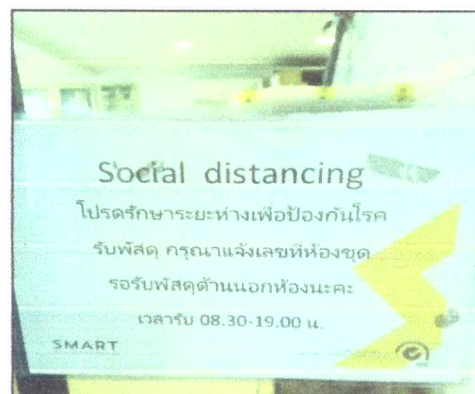 Social distancing
โปรดรักษาระยะห่างเพื่อป้องกันโรค
รับพัสดุ กรุณาแจ้งเลขที่ห้องชุด
รอรับพัสดุด้านนอกห้องนะคะ
เวลารับ 08.30-19.00 น.
SMART